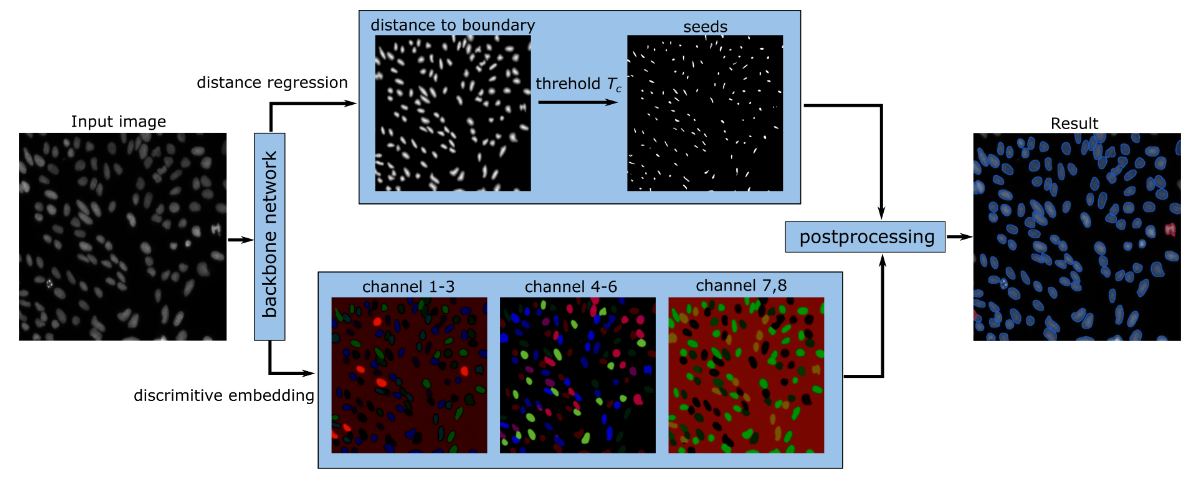 distance to boundary
seeds
distance regression
threhold Tc
Input image
Result
backbone network
postprocessing
channel 1-3
channel 4-6
channel 7,8
discrimitive embedding